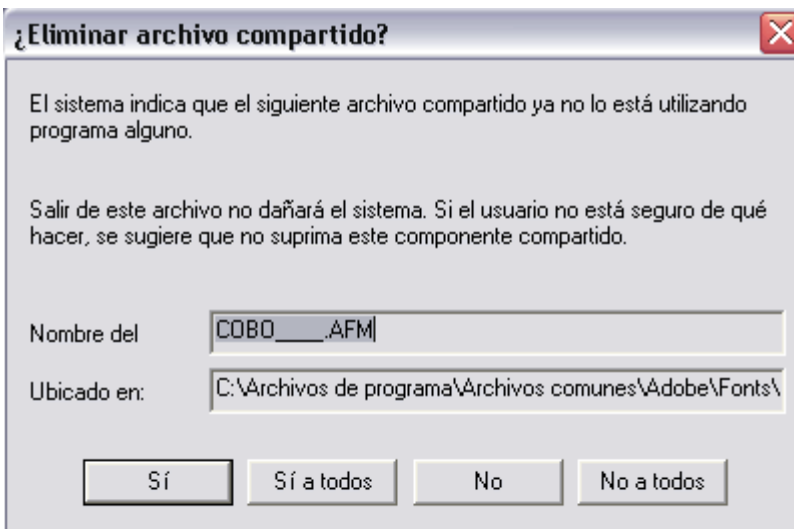 ¿Eliminar archivo compartido?
El sistema indica que el siguiente archivo compartido ya no lo está utilizando
programa alguno.
Salir de este archivo no dañará el sistema. Si el usuario no está seguro de qué
hacer, se sugiere que no suprima este componente compartido.
Nombre del COBO____.AFM
Ubicado en: C:\Archivos de programa\Archivos comunes\Adobe\Fonts\
Sí Sí a todos No No a todos